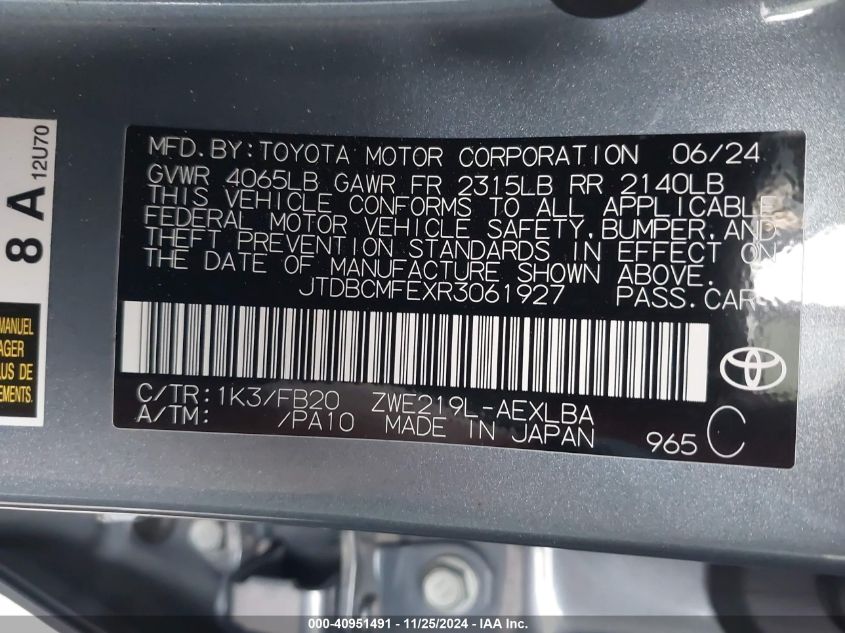 8 A 12U70
MANUEL
AGER
LUS DE
EMENTS.
MFD. BY: TOYOTA MOTOR CORPORATION 06/24
GVWR 4065LB GAWR FR 2315LB RR 2140LB
THIS VEHICLE CONFORMS TO ALL APPLICABLE
FEDERAL MOTOR VEHICLE SAFETY, BUMPER, AND
THEFT PREVENTION STANDARDS IN EFFECT ON
THE DATE OF MANUFACTURE SHOWN ABOVE.
JTDBCMFEXR3061927 PASS. CAR
C/TR: 1K3/FB20 ZWE219L-AEXLBA
A/TM: /PA10 MADE IN JAPAN
965 C
000-40951491 - 11/25/2024 - IAA Inc.